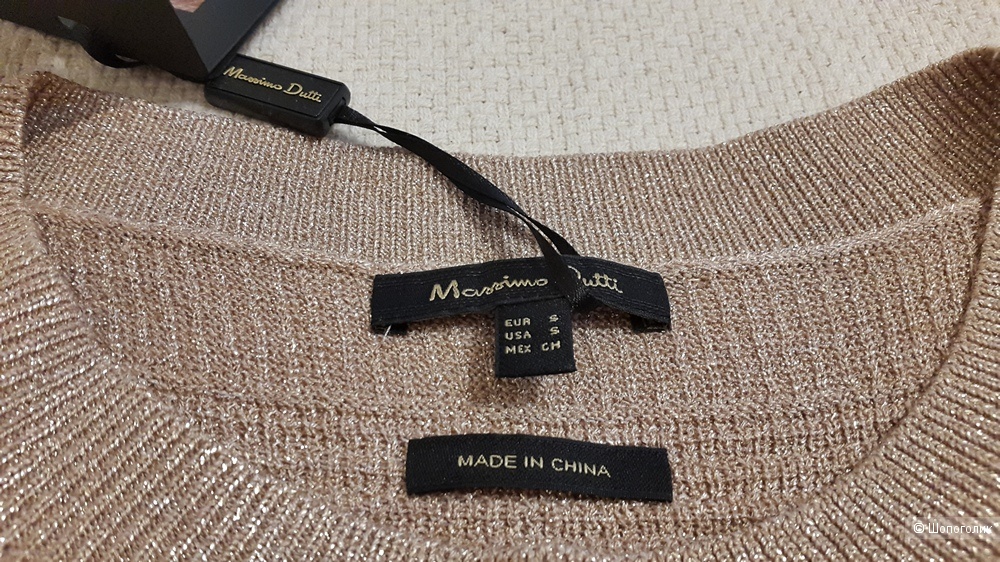 Massimo Dutti
Massimo Dutti
EUR S
USA S
MEX CH
MADE IN CHINA
© Шопоголик